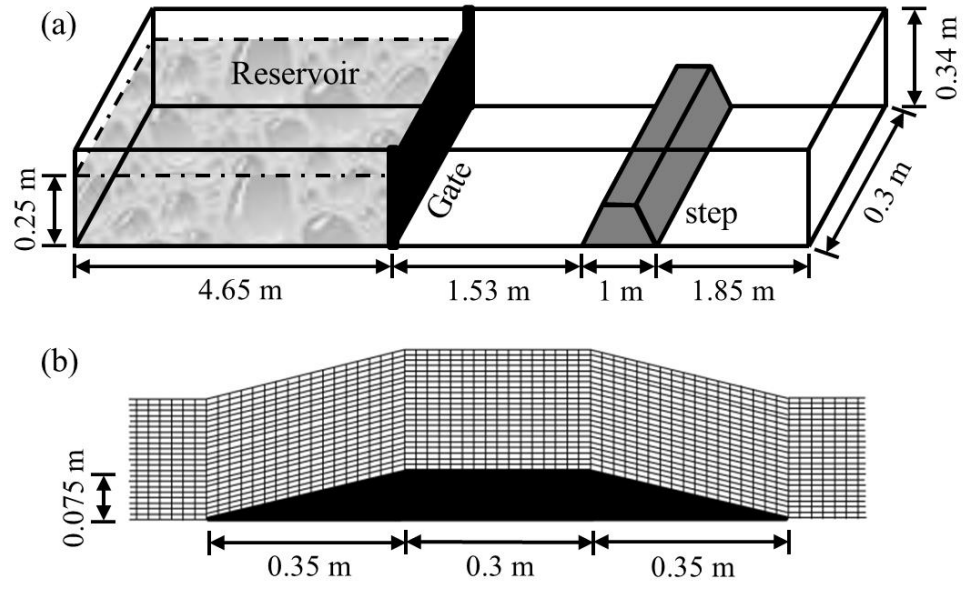 (a)
Reservoir
Gate
step
0.34 m
0.3 m
0.25 m
4.65 m
1.53 m
1 m
1.85 m
(b)
0.075 m
0.35 m
0.3 m
0.35 m